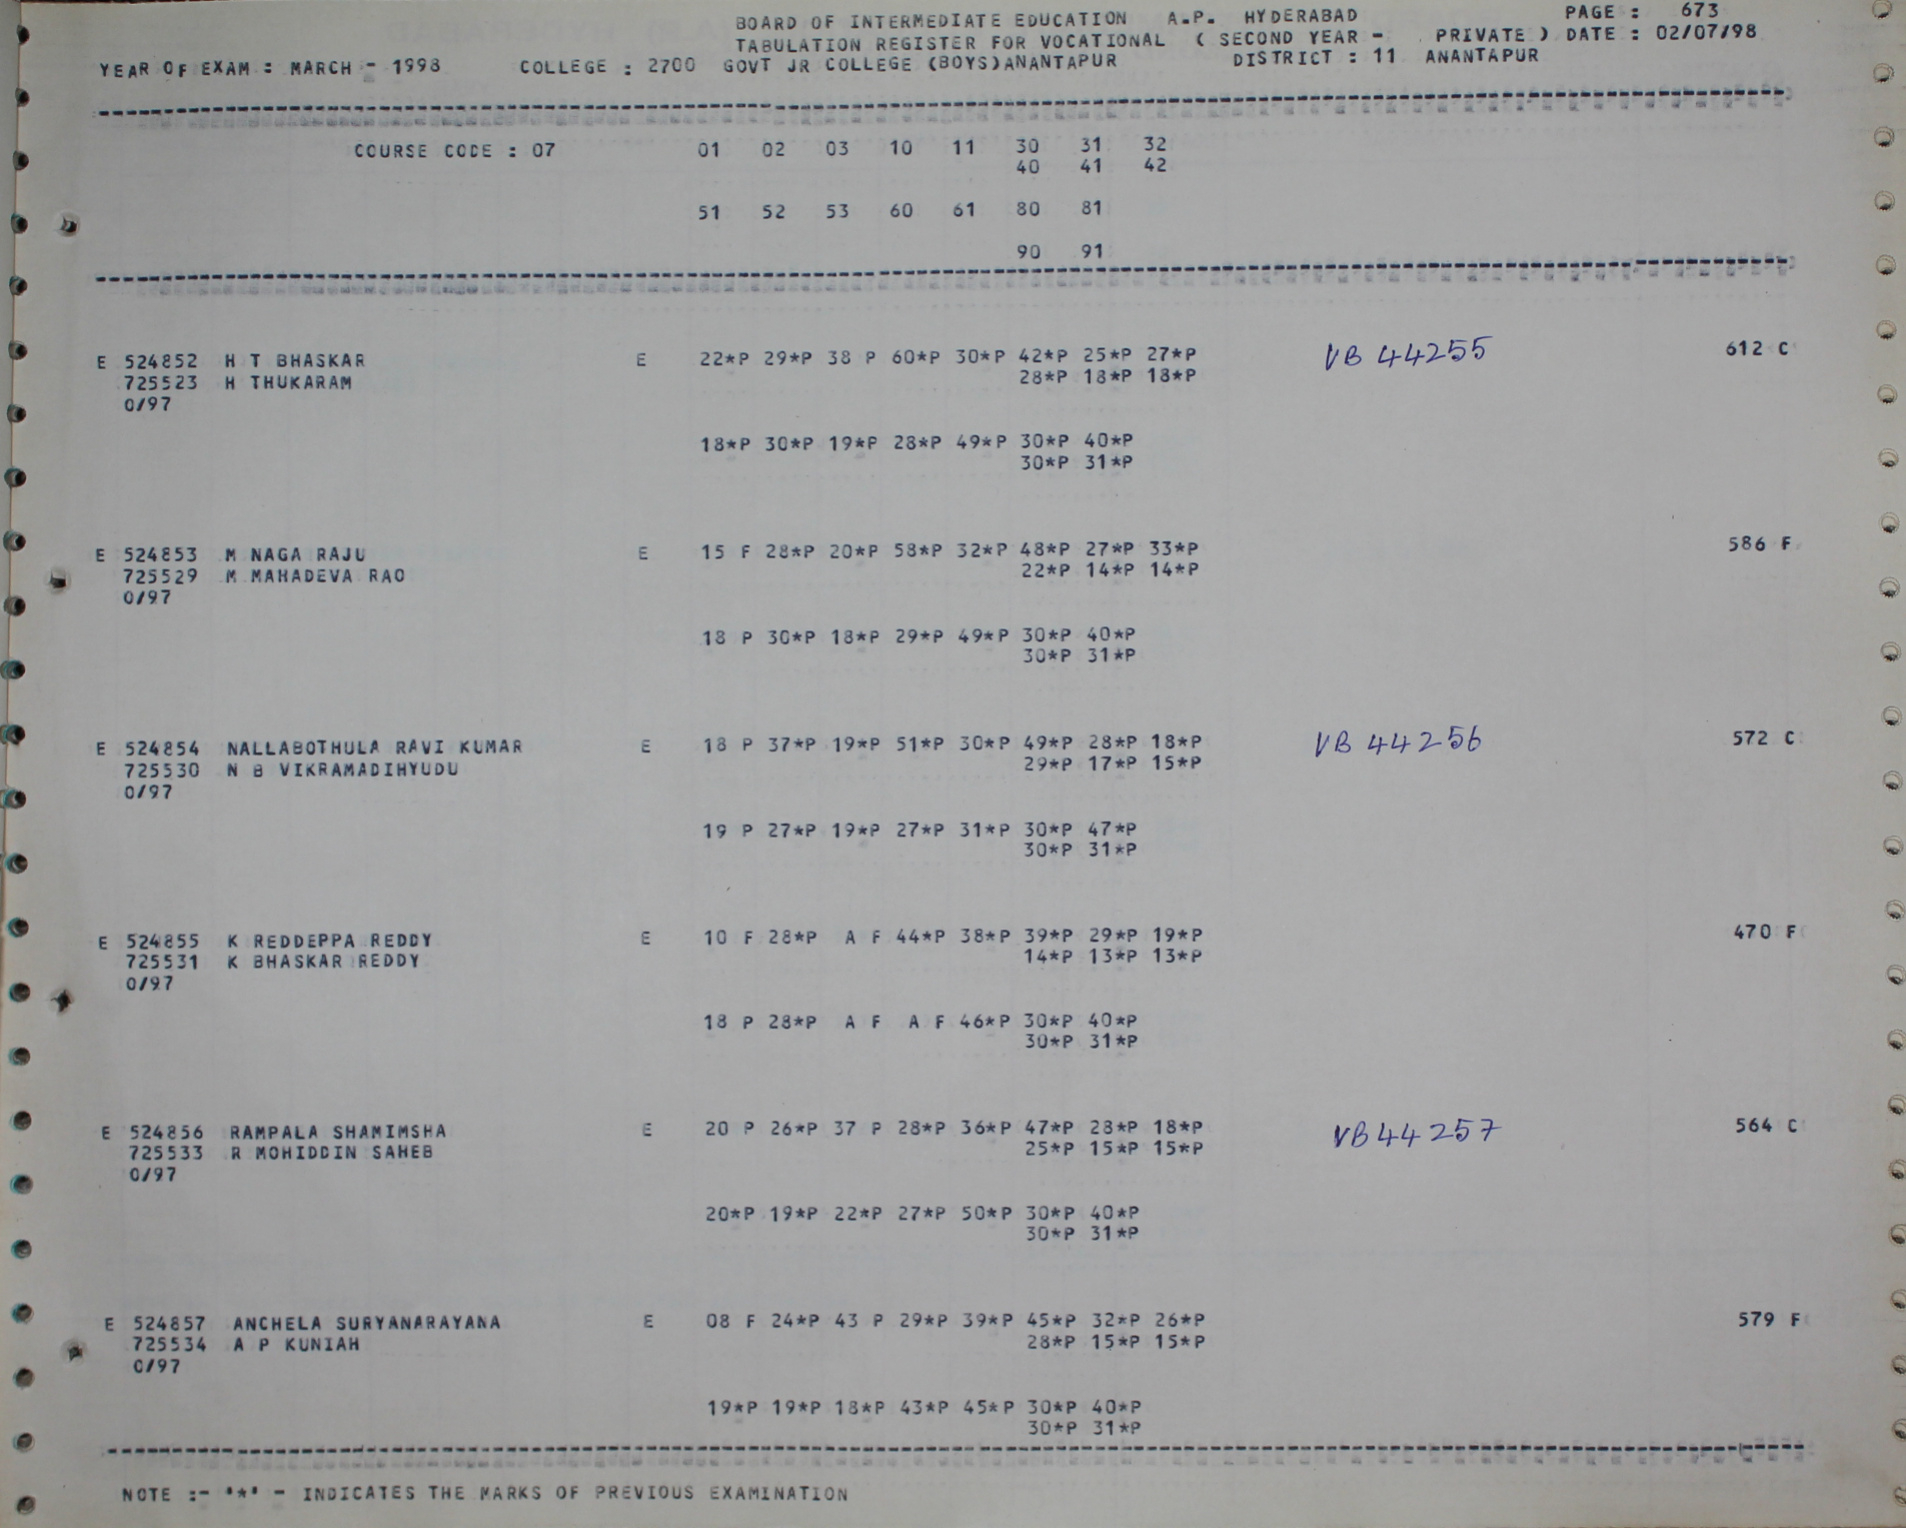 BOARD OF INTERMEDIATE EDUCATION A.P. HYDERABAD PAGE : 673
TABULATION REGISTER FOR VOCATIONAL ( SECOND YEAR - PRIVATE ) DATE : 02/07/98
YEAR OF EXAM : MARCH - 1998 COLLEGE : 2700 GOVT JR COLLEGE (BOYS)ANANTAPUR DISTRICT : 11 ANANTAPUR
COURSE CODE : 07 01 02 03 10 11 30 31 32
40 41 42
51 52 53 60 61 80 81
90 91
E 524852 H T BHASKAR E 22*P 29*P 38 P 60*P 30*P 42*P 25*P 27*P VB 44255 612 C
725523 H THUKARAM 28*P 18*P 18*P
0/97
18*P 30*P 19*P 28*P 49*P 30*P 40*P
30*P 31*P
E 524853 M NAGA RAJU E 15 F 28*P 20*P 58*P 32*P 48*P 27*P 33*P 586 F
725529 M MAHADEVA RAO 22*P 14*P 14*P
0/97
18 P 30*P 18*P 29*P 49*P 30*P 40*P
30*P 31*P
E 524854 NALLABOTHULA RAVI KUMAR E 18 P 37*P 19*P 51*P 30*P 49*P 28*P 18*P VB 44256 572 C
725530 N B VIKRAMADIHYUDU 29*P 17*P 15*P
0/97
19 P 27*P 19*P 27*P 31*P 30*P 47*P
30*P 31*P
E 524855 K REDDEPPA REDDY E 10 F 28*P A F 44*P 38*P 39*P 29*P 19*P 470 F
725531 K BHASKAR REDDY 14*P 13*P 13*P
0/97
18 P 28*P A F A F 46*P 30*P 40*P
30*P 31*P
E 524856 RAMPALA SHAMIMSHA E 20 P 26*P 37 P 28*P 36*P 47*P 28*P 18*P VB44257 564 C
725533 R MOHIDDIN SAHEB 25*P 15*P 15*P
0/97
20*P 19*P 22*P 27*P 50*P 30*P 40*P
30*P 31*P
E 524857 ANCHELA SURYANARAYANA E 08 F 24*P 43 P 29*P 39*P 45*P 32*P 26*P 579 F
725534 A P KUNIAH 28*P 15*P 15*P
0/97
19*P 19*P 18*P 43*P 45*P 30*P 40*P
30*P 31*P
NOTE :- '*' - INDICATES THE MARKS OF PREVIOUS EXAMINATION